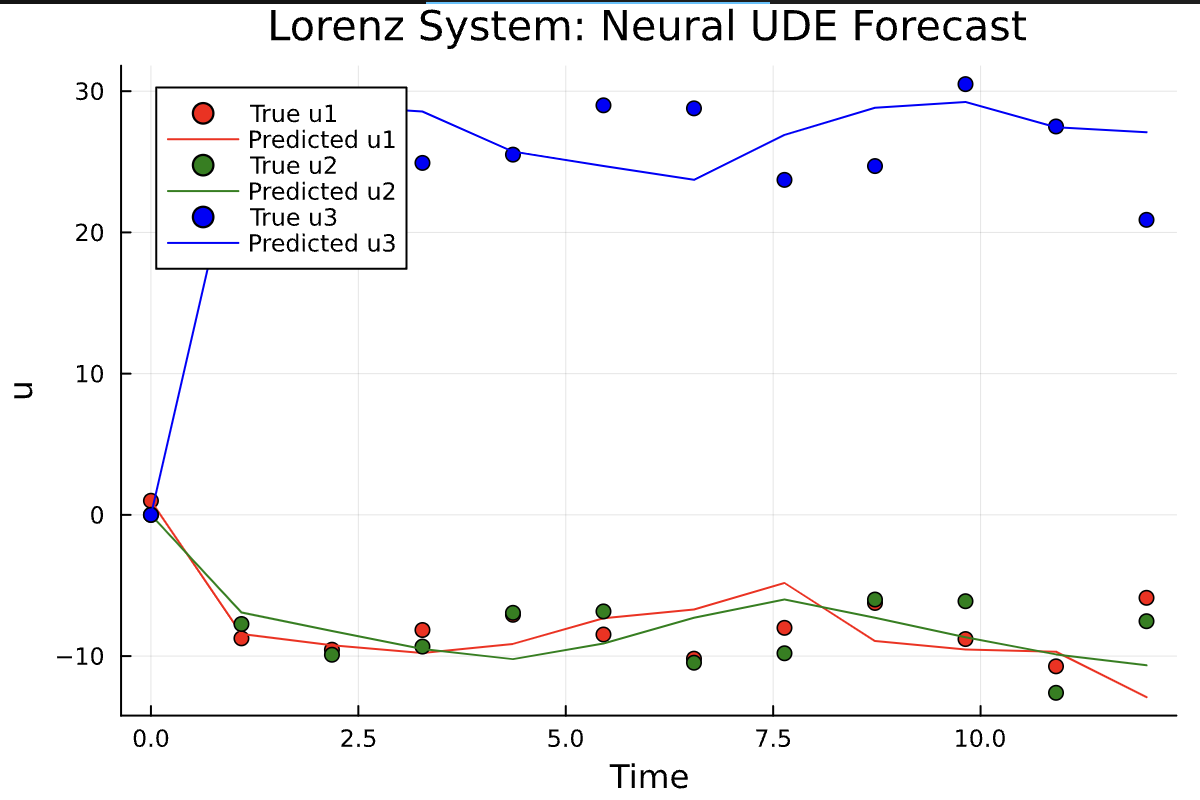 Lorenz System: Neural UDE Forecast
True u1
Predicted u1
True u2
Predicted u2
True u3
Predicted u3
30
20
10
0
−10
u
0.0 2.5 5.0 7.5 10.0
Time